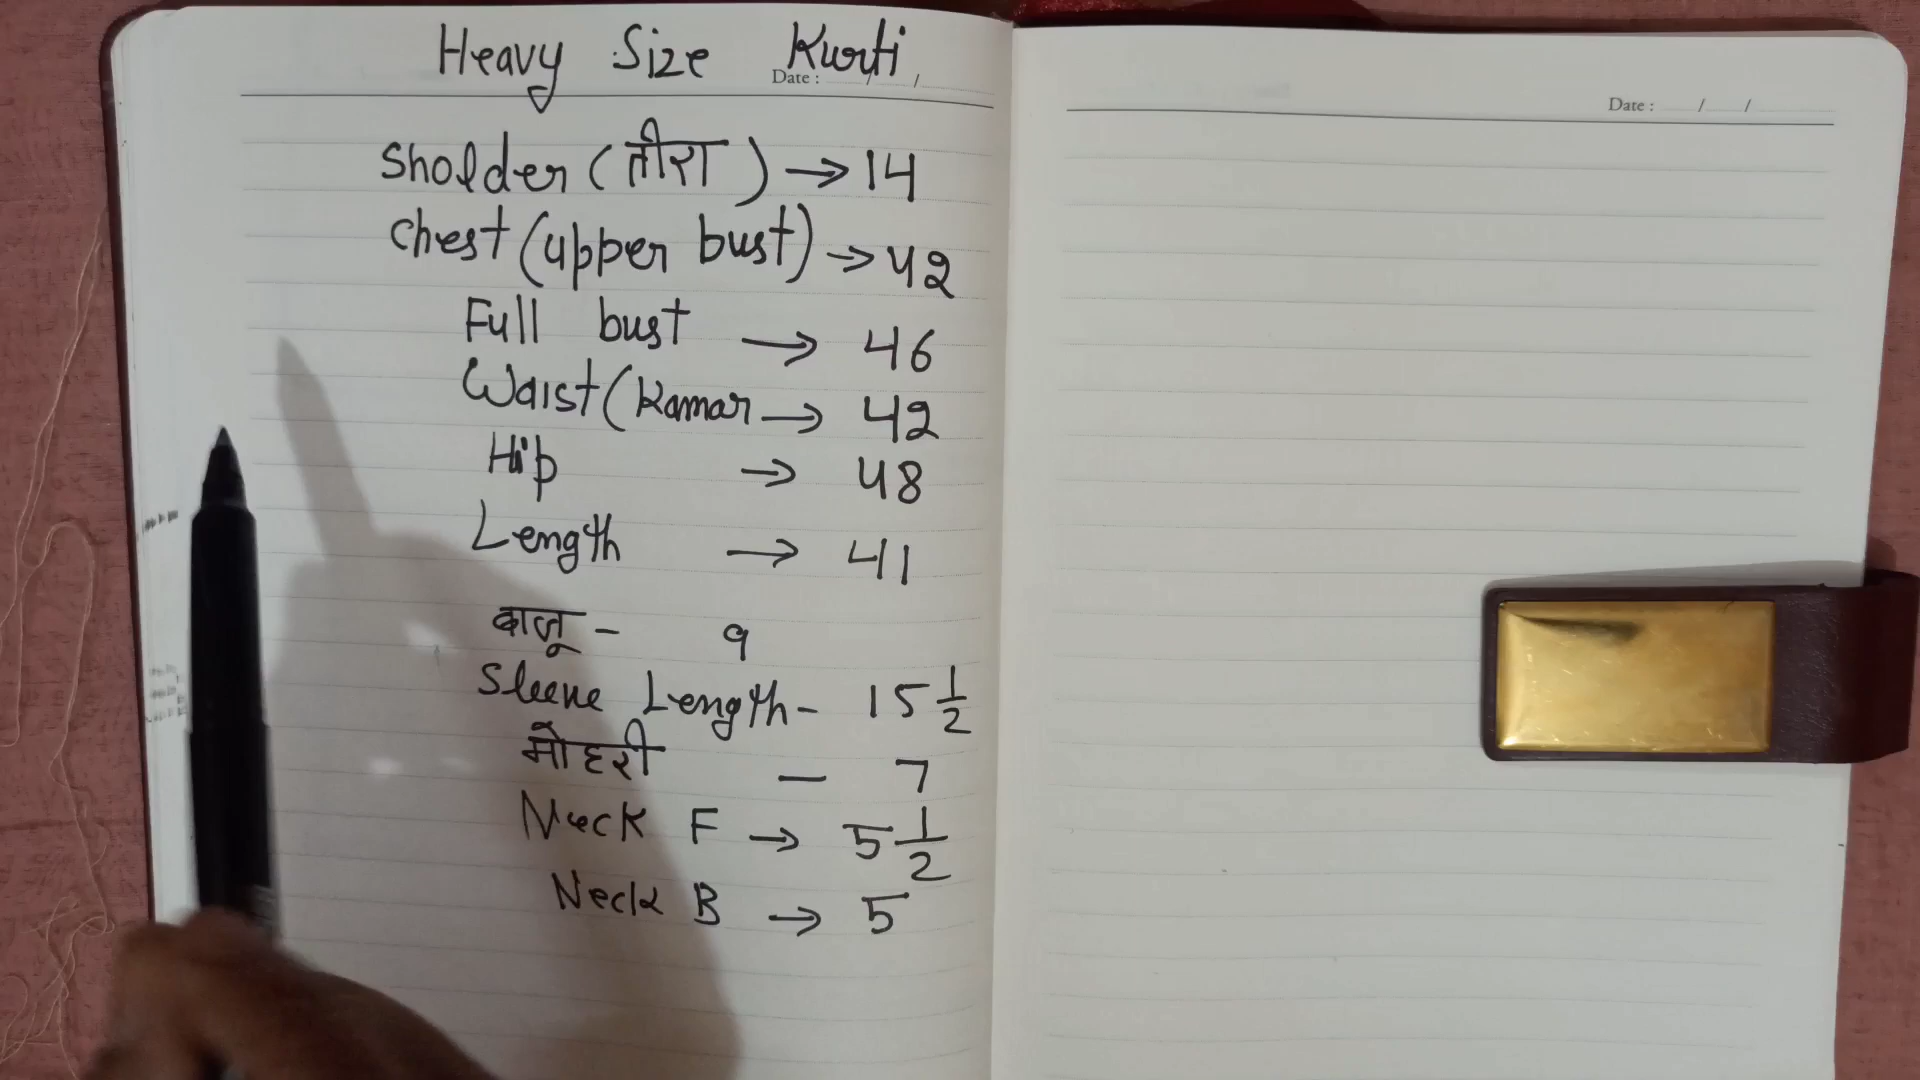 Heavy Size Kurti
Date : / /
Sholder (तीरा) → 14
Chest (upper bust) → 42
Full bust → 46
Waist (Kamar → 42
Hip → 48
Length → 41
बाजू - 9
Sleeve Length - 15 1/2
मोहरी - 7
Neck F → 5 1/2
Neck B → 5
Date : / /